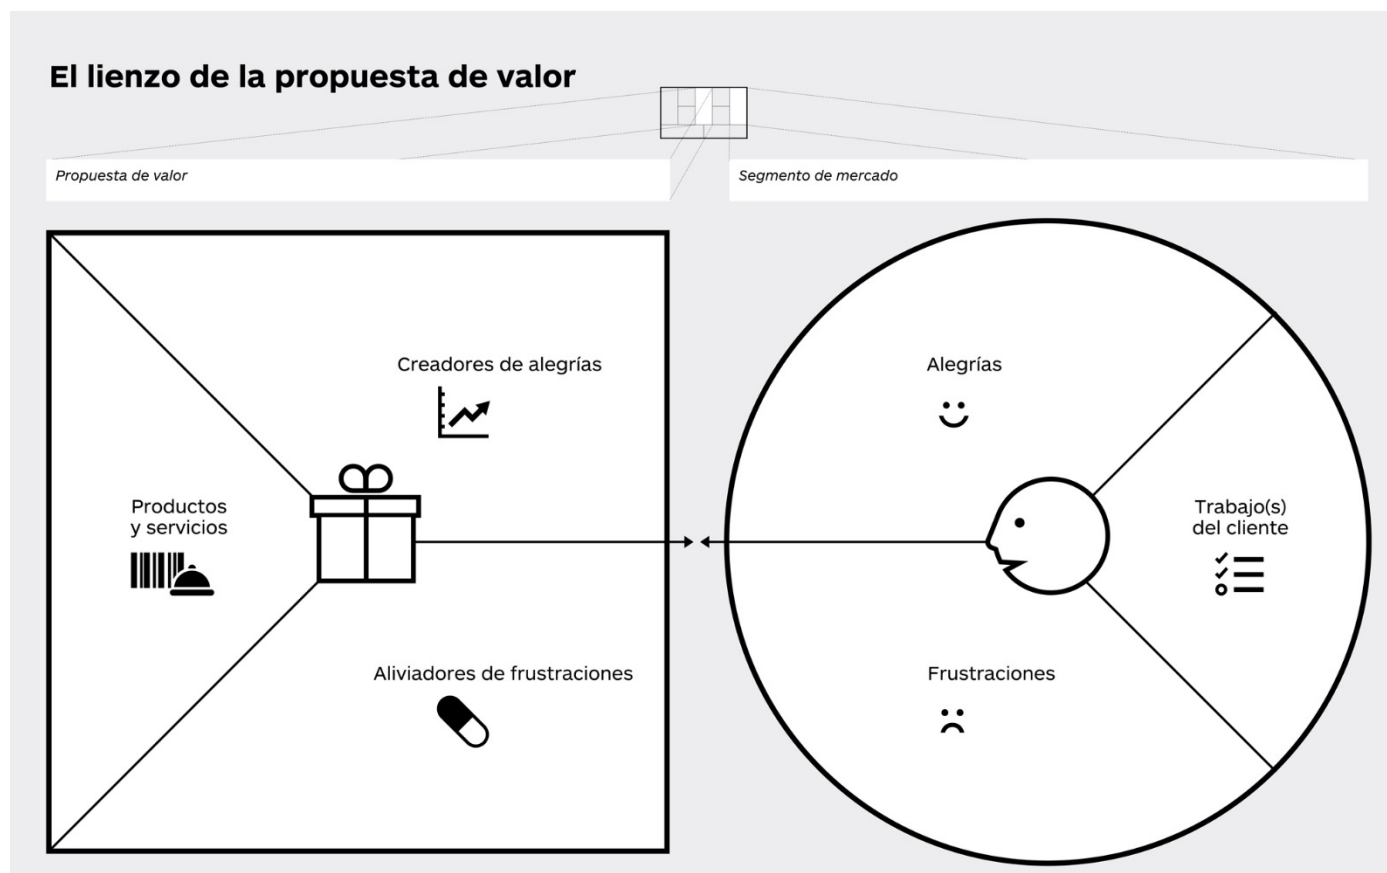 El lienzo de la propuesta de valor
Propuesta de valor
Segmento de mercado
Creadores de alegrías
Productos
y servicios
Aliviadores de frustraciones
Alegrías
Trabajo(s)
del cliente
Frustraciones